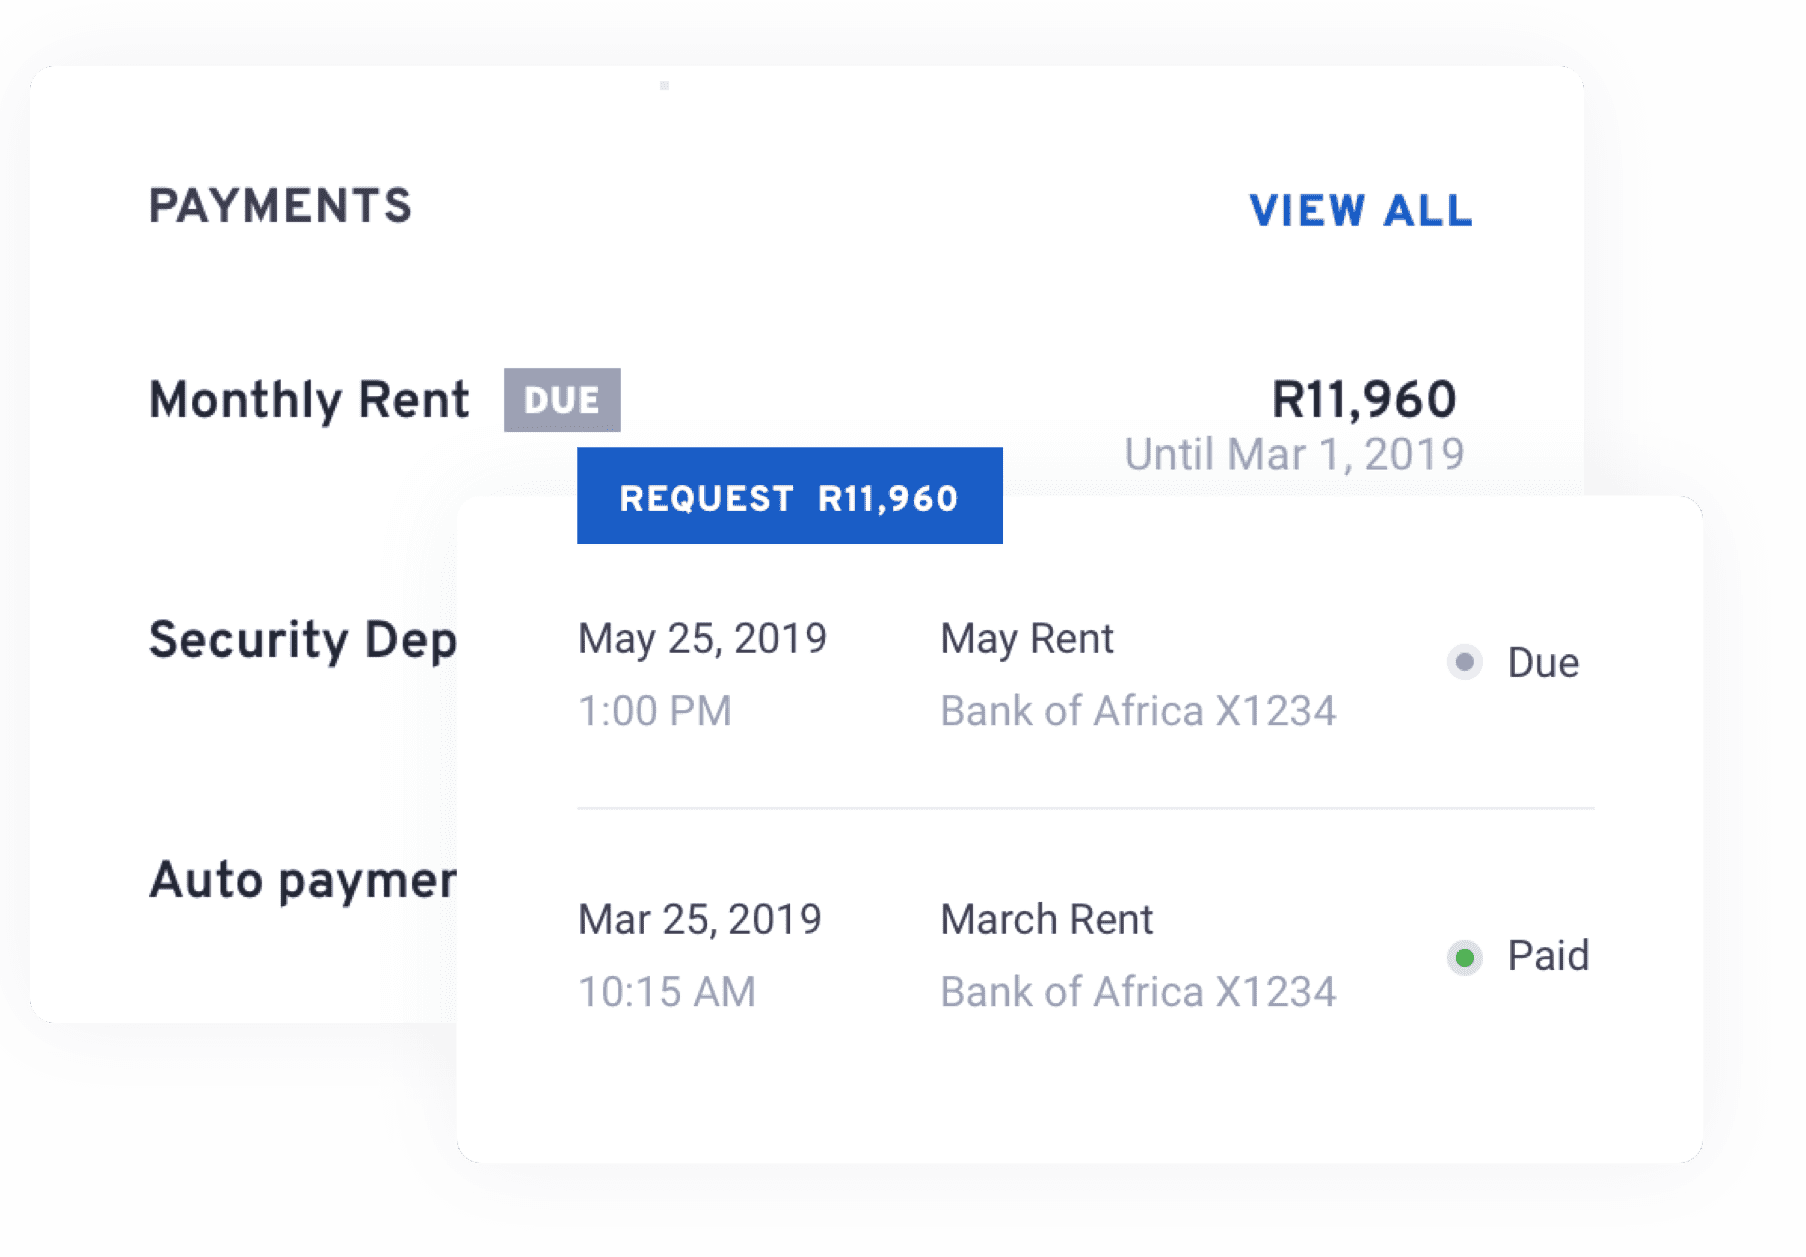 PAYMENTS
VIEW ALL
Monthly Rent DUE
R11,960
Until Mar 1, 2019
REQUEST R11,960
Security Dep
Auto paymen
May 25, 2019
May Rent
Due
1:00 PM
Bank of Africa X1234
Mar 25, 2019
March Rent
Paid
10:15 AM
Bank of Africa X1234